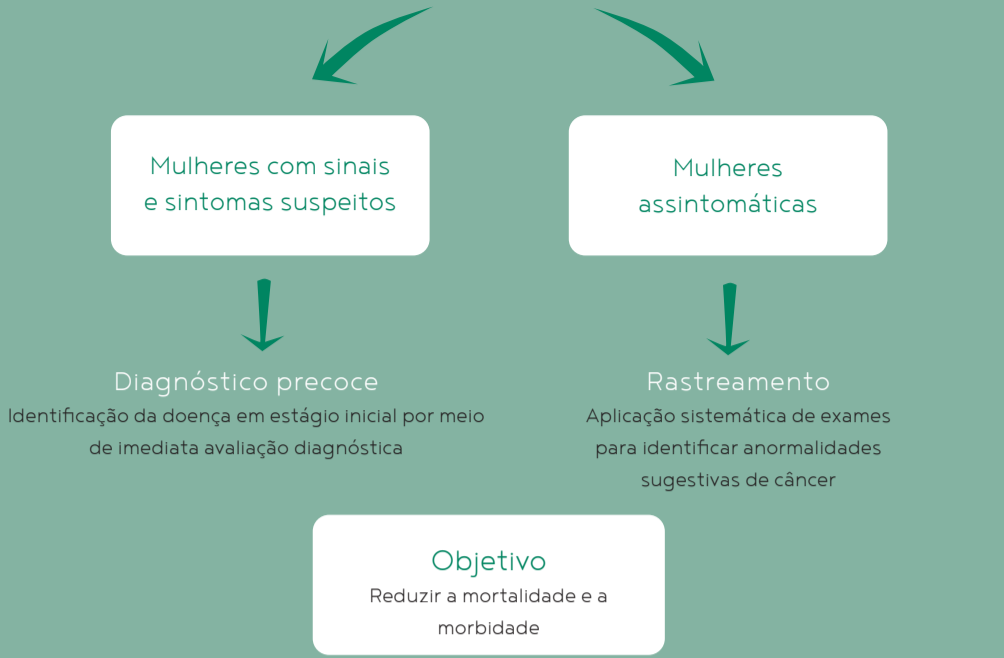 Mulheres com sinais
e sintomas suspeitos
Mulheres
assintomáticas
Diagnóstico precoce
Identificação da doença em estágio inicial por meio
de imediata avaliação diagnóstica
Rastreamento
Aplicação sistemática de exames
para identificar anormalidades
sugestivas de câncer
Objetivo
Reduzir a mortalidade e a
morbidade